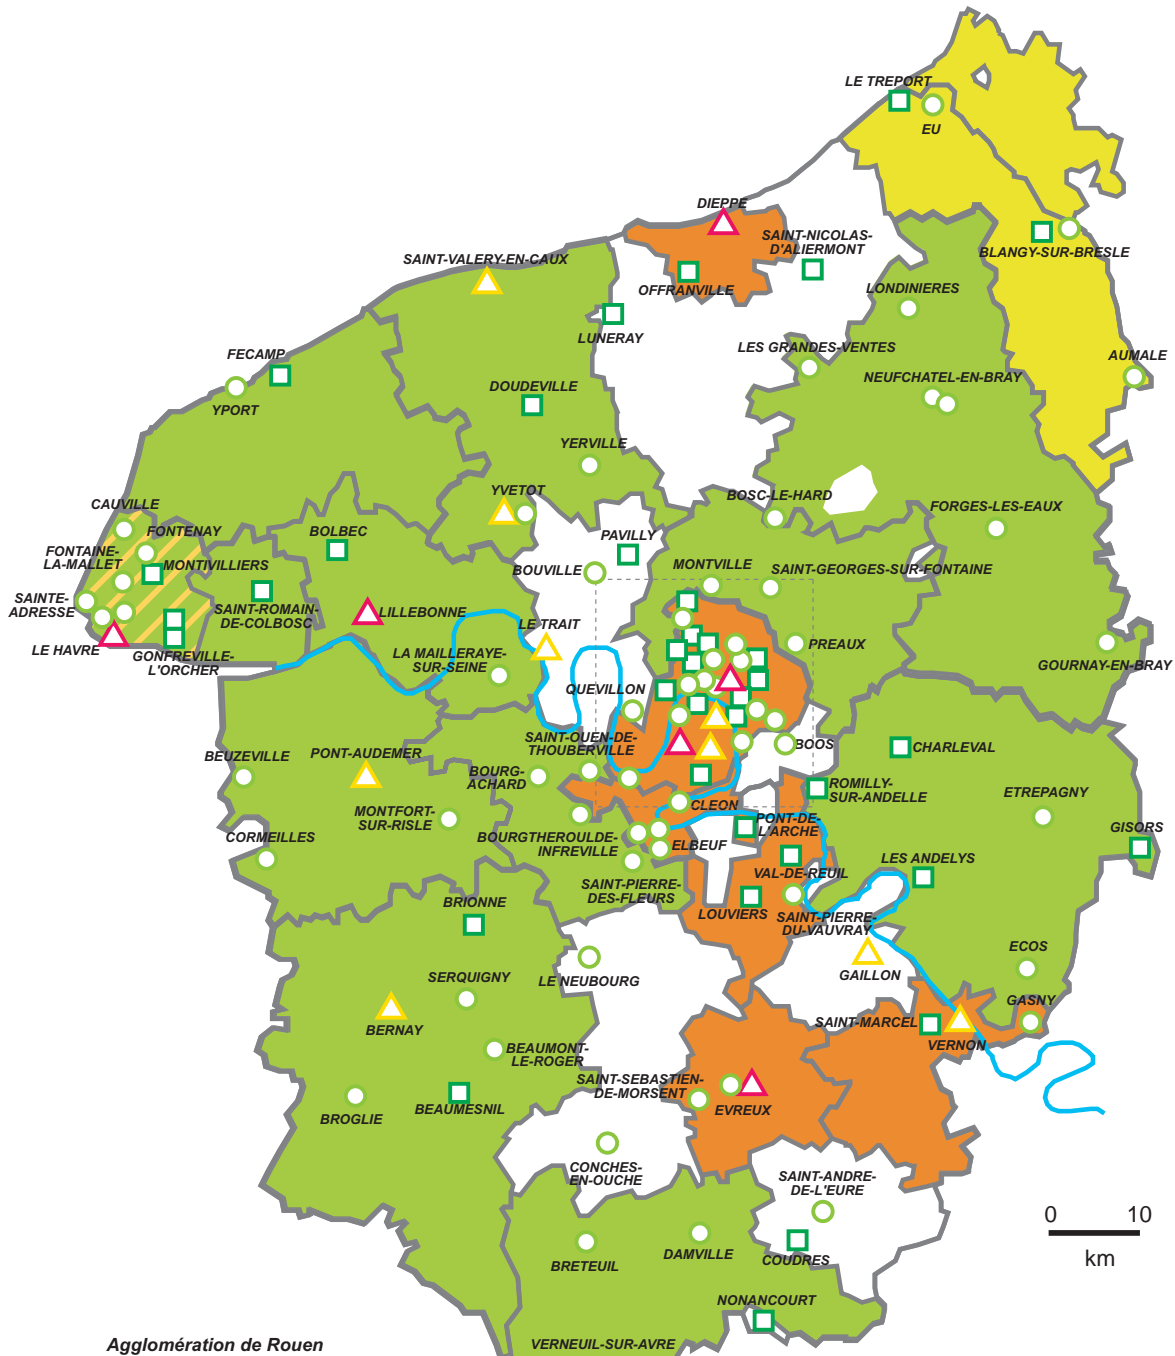 LE TREPORT
EU
DIEPPE
SAINT-NICOLAS-
D'ALIERMONT
BLANGY-SUR-BRESLE
SAINT-VALERY-EN-CAUX
OFFRANVILLE
LONDINIERES
LUNERAY
LES GRANDES-VENTES
AUMALE
FECAMP
NEUFCHATEL-EN-BRAY
YPORT
DOUDEVILLE
YERVILLE
YVETOT
BOSC-LE-HARD
FORGES-LES-EAUX
CAUVILLE
FONTENAY
BOLBEC
PAVILLY
FONTAINE-
LA-MALLET
MONTIVILLIERS
BOUVILLE
MONTVILLE
SAINT-GEORGES-SUR-FONTAINE
SAINTE-
ADRESSE
SAINT-ROMAIN-
DE-COLBOSC
LILLEBONNE
LE TRAIT
LE HAVRE
GONFREVILLE-
L'ORCHER
LA MAILLERAYE-
SUR-SEINE
PREAUX
GOURNAY-EN-BRAY
QUEVILLON
SAINT-OUEN-DE-
THOUBERVILLE
BOOS
CHARLEVAL
BEUZEVILLE
PONT-AUDEMER
BOURG-
ACHARD
ROMILLY-
SUR-ANDELLE
ETREPAGNY
MONTFORT-
SUR-RISLE
CLEON
PONT-DE-
L'ARCHE
GISORS
CORMEILLES
BOURGTHEROULDE-
INFREVILLE
ELBEUF
VAL-DE-REUIL
LES ANDELYS
SAINT-PIERRE-
DES-FLEURS
BRIONNE
LOUVIERS
SAINT-PIERRE-
DU-VAUVRAY
ECOS
SERQUIGNY
LE NEUBOURG
GAILLON
GASNY
BERNAY
SAINT-MARCEL
VERNON
BEAUMONT-
LE-ROGER
SAINT-SEBASTIEN-
DE-MORSENT
EVREUX
BROGLIE
BEAUMESNIL
CONCHES-
EN-OUCHE
SAINT-ANDRE-
DE-L'EURE
0 10
km
BRETEUIL
DAMVILLE
COUDRES
NONANCOURT
VERNEUIL-SUR-AVRE
Agglomération de Rouen